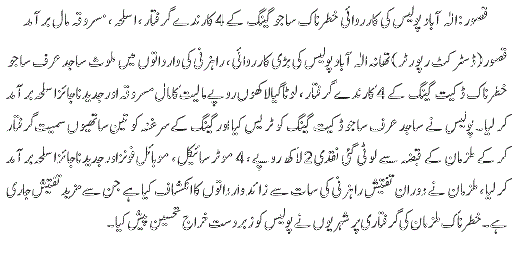 قصور: الہ آباد پولیس کی کارروائی خطرناک ساجو گینگ کے 4 کارندے گرفتار، اسلحہ، مسروقہ مال برآمد
قصور (ڈسٹرکٹ رپورٹر) تھانہ الہ آباد پولیس کی بڑی کارروائی، راہزنی کی وارداتوں میں ملوث ساجد عرف ساجو
خطرناک ڈکیت گینگ کے 4 کارندے گرفتار، لوٹا گیا لاکھوں روپے مالیت کا مال مسروقہ اور جدید ناجائز اسلحہ برآمد
کر لیا۔ پولیس نے ساجد عرف ساجو ڈکیت گینگ کو ٹریس کیا اور گینگ کے سرغنہ کو تین ساتھیوں سمیت گرفتار
کر کے ملزمان کے قبضہ سے لوٹی گئی نقدی 2 لاکھ روپے، 4 موٹر سائیکل، موبائل فونز اور جدید ناجائز اسلحہ برآمد
کر لیا، ملزمان نے دوران تفتیش راہزنی کی سات سے زائد وارداتوں کا انکشاف کیا ہے جن سے مزید تفتیش جاری
ہے۔ خطرناک ملزمان کی گرفتاری پر شہریوں نے پولیس کو زبردست خراج تحسین پیش کیا۔